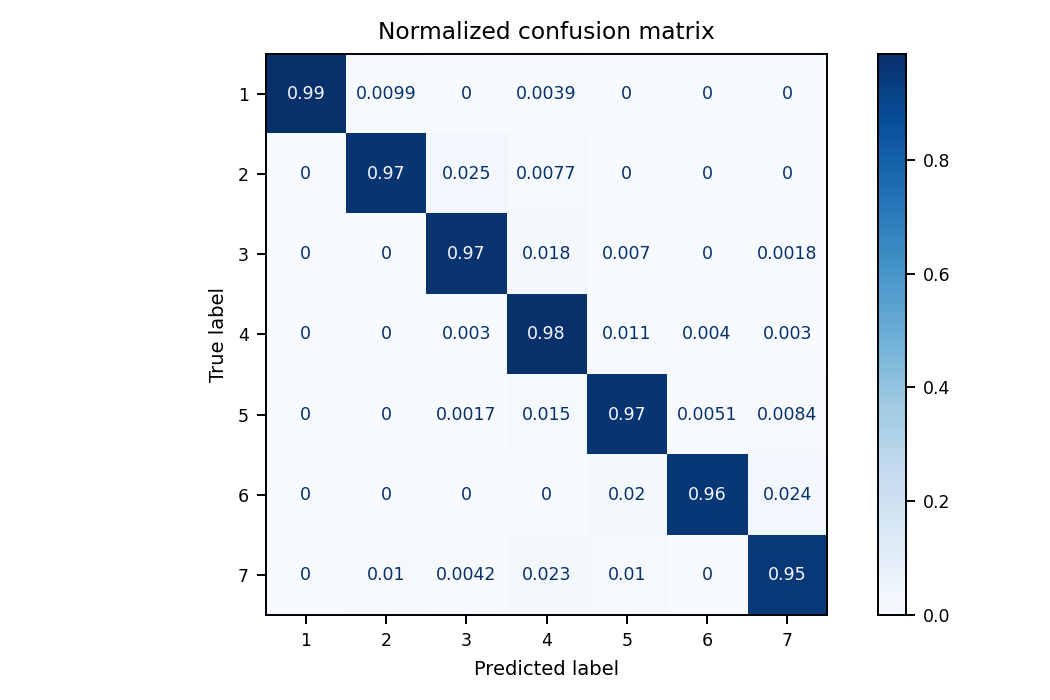 Normalized confusion matrix
1 0.99 0.0099 0 0.0039 0 0 0
2 0 0.97 0.025 0.0077 0 0 0
3 0 0 0.97 0.018 0.007 0 0.0018
4 0 0 0.003 0.98 0.011 0.004 0.003
5 0 0 0.0017 0.015 0.97 0.0051 0.0084
6 0 0 0 0 0.02 0.96 0.024
7 0 0.01 0.0042 0.023 0.01 0 0.95
1 2 3 4 5 6 7
Predicted label
True label
0.8
0.6
0.4
0.2
0.0